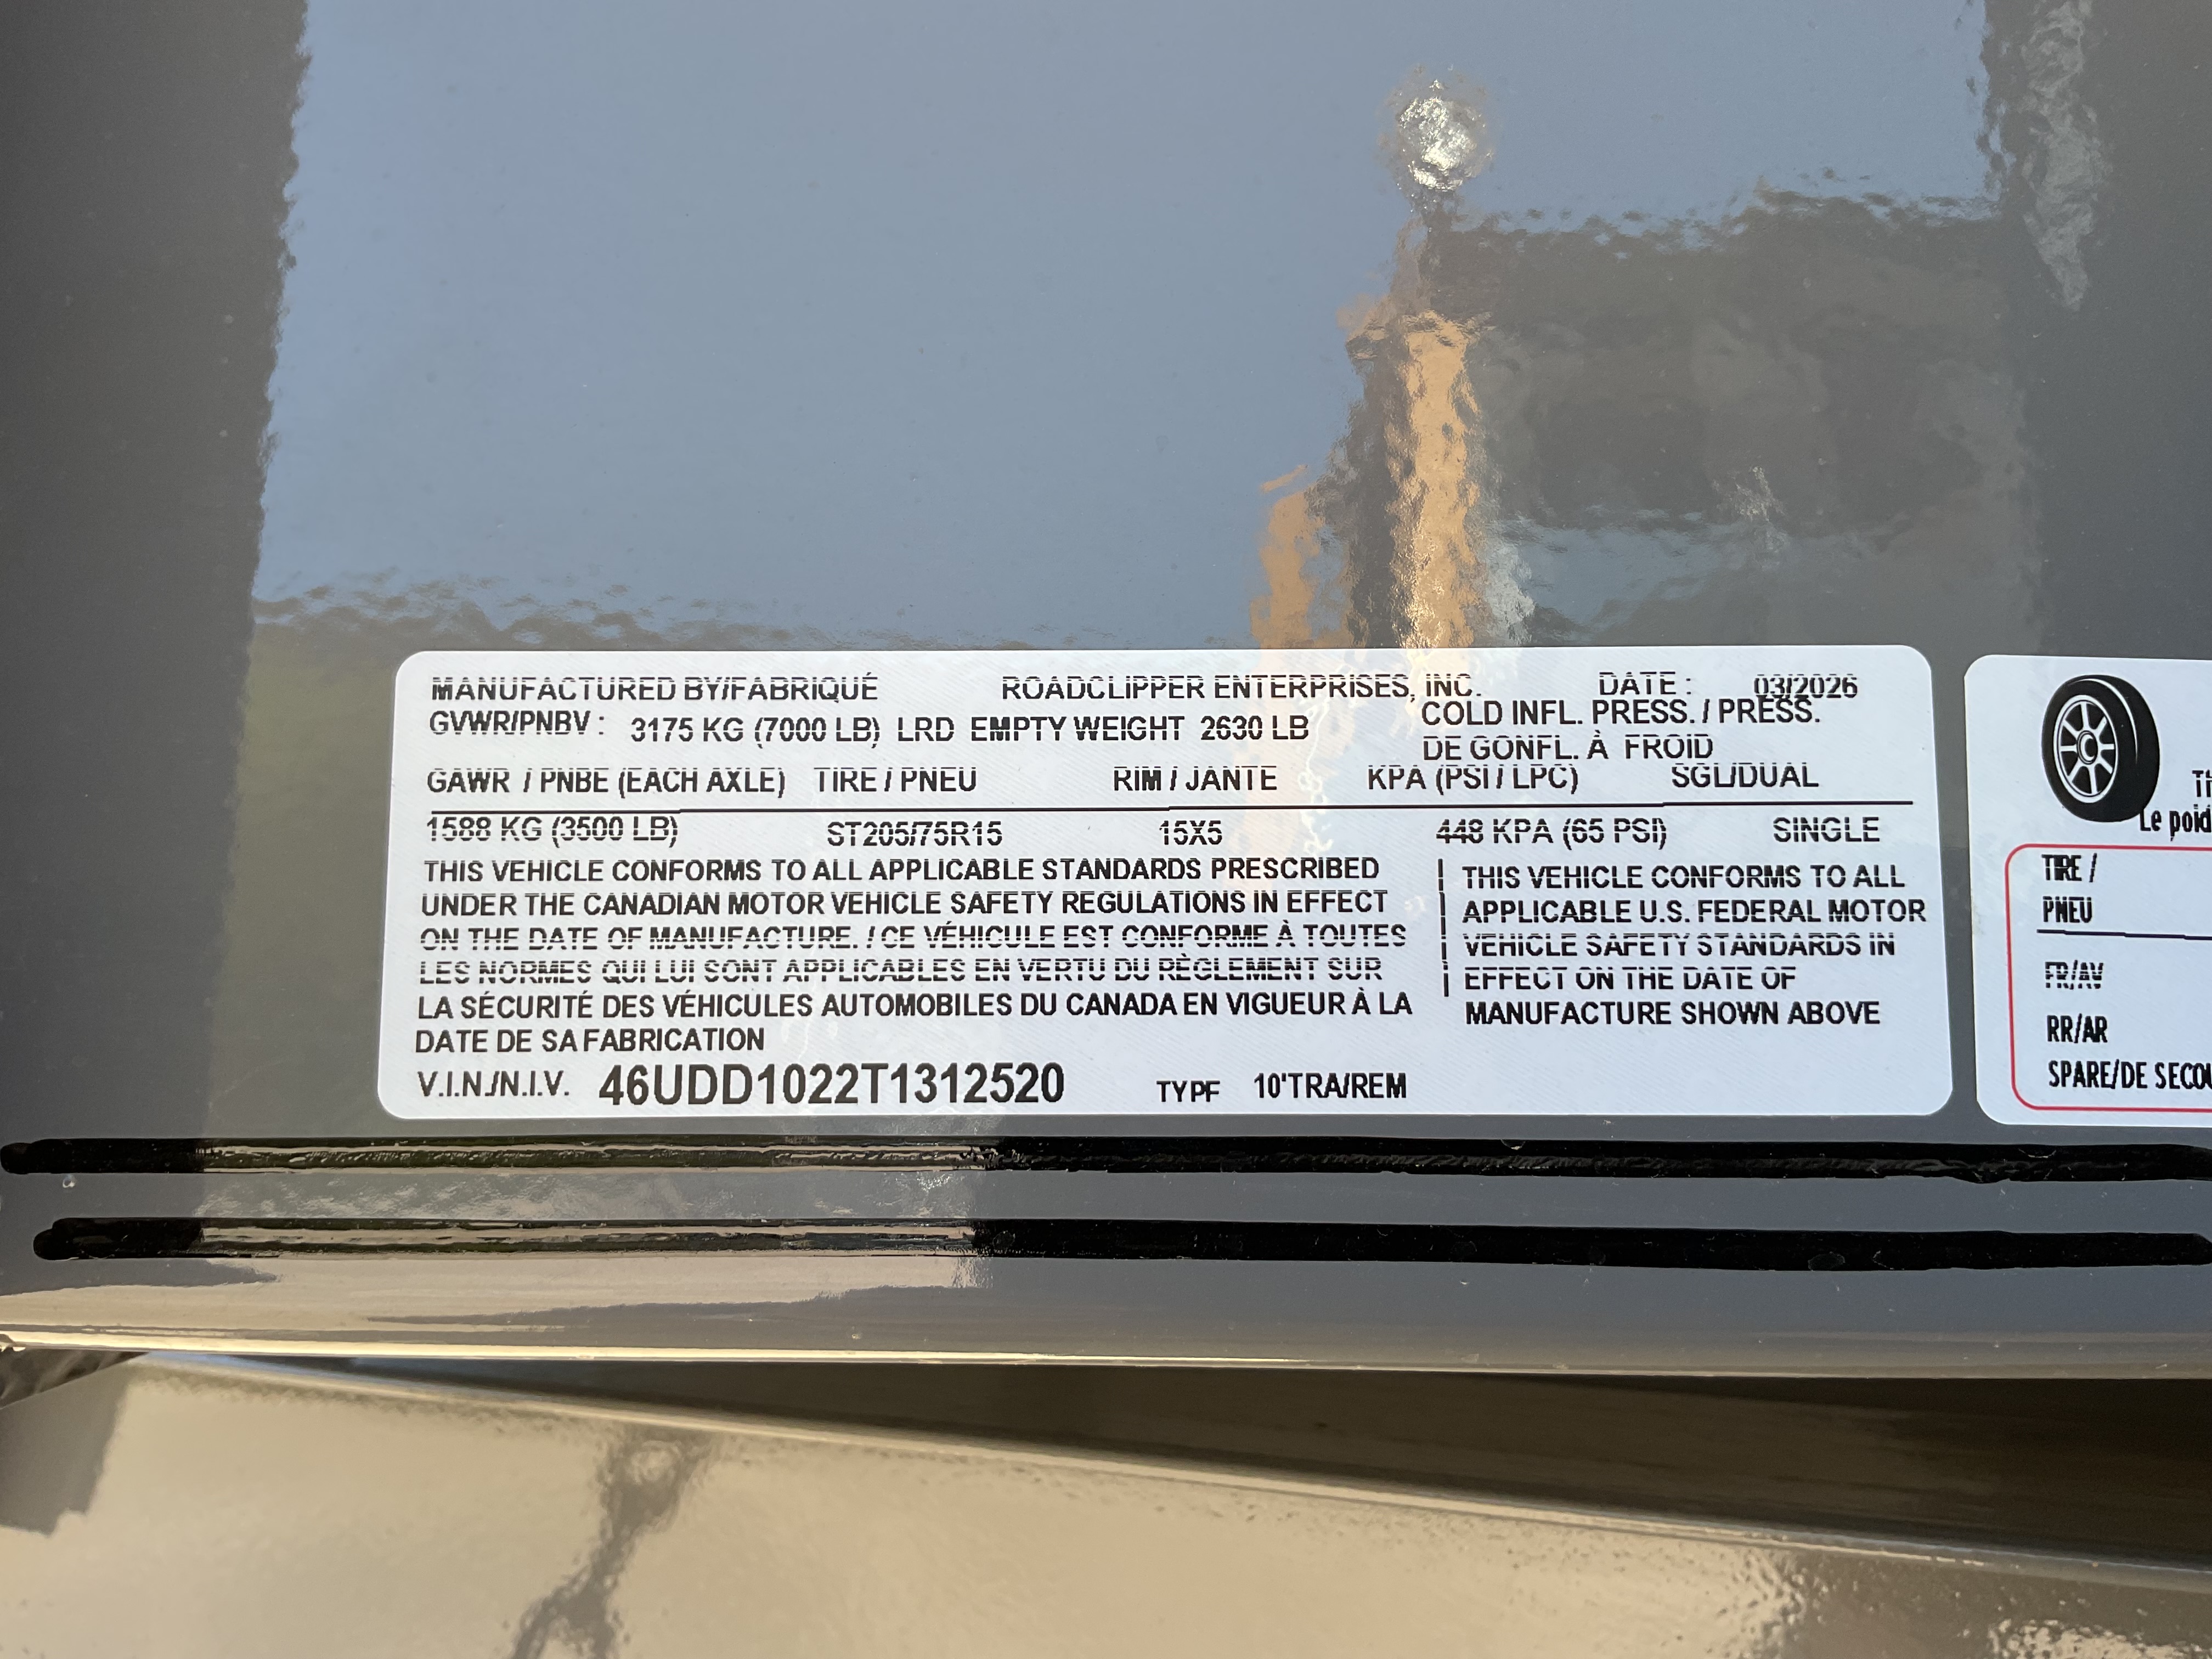 MANUFACTURED BY/FABRIQUÉ ROADCLIPPER ENTERPRISES, INC. DATE : 03/2026
GVWR/PNBV : 3175 KG (7000 LB) LRD EMPTY WEIGHT 2630 LB
COLD INFL. PRESS. / PRESS.
DE GONFL. À FROID
GAWR / PNBE (EACH AXLE) TIRE / PNEU RIM / JANTE KPA (PSI / LPC) SGL/DUAL
1588 KG (3500 LB) ST205/75R15 15X5 448 KPA (65 PSI) SINGLE
THIS VEHICLE CONFORMS TO ALL APPLICABLE STANDARDS PRESCRIBED
UNDER THE CANADIAN MOTOR VEHICLE SAFETY REGULATIONS IN EFFECT
ON THE DATE OF MANUFACTURE. / CE VÉHICULE EST CONFORME À TOUTES
LES NORMES QUI LUI SONT APPLICABLES EN VERTU DU RÈGLEMENT SUR
LA SÉCURITÉ DES VÉHICULES AUTOMOBILES DU CANADA EN VIGUEUR À LA
DATE DE SA FABRICATION
THIS VEHICLE CONFORMS TO ALL
APPLICABLE U.S. FEDERAL MOTOR
VEHICLE SAFETY STANDARDS IN
EFFECT ON THE DATE OF
MANUFACTURE SHOWN ABOVE
V.I.N./N.I.V. 46UDD1022T1312520 TYPE 10'TRA/REM
Le
TIRE /
PNEU
FR/AV
RR/AR
SPARE/DE